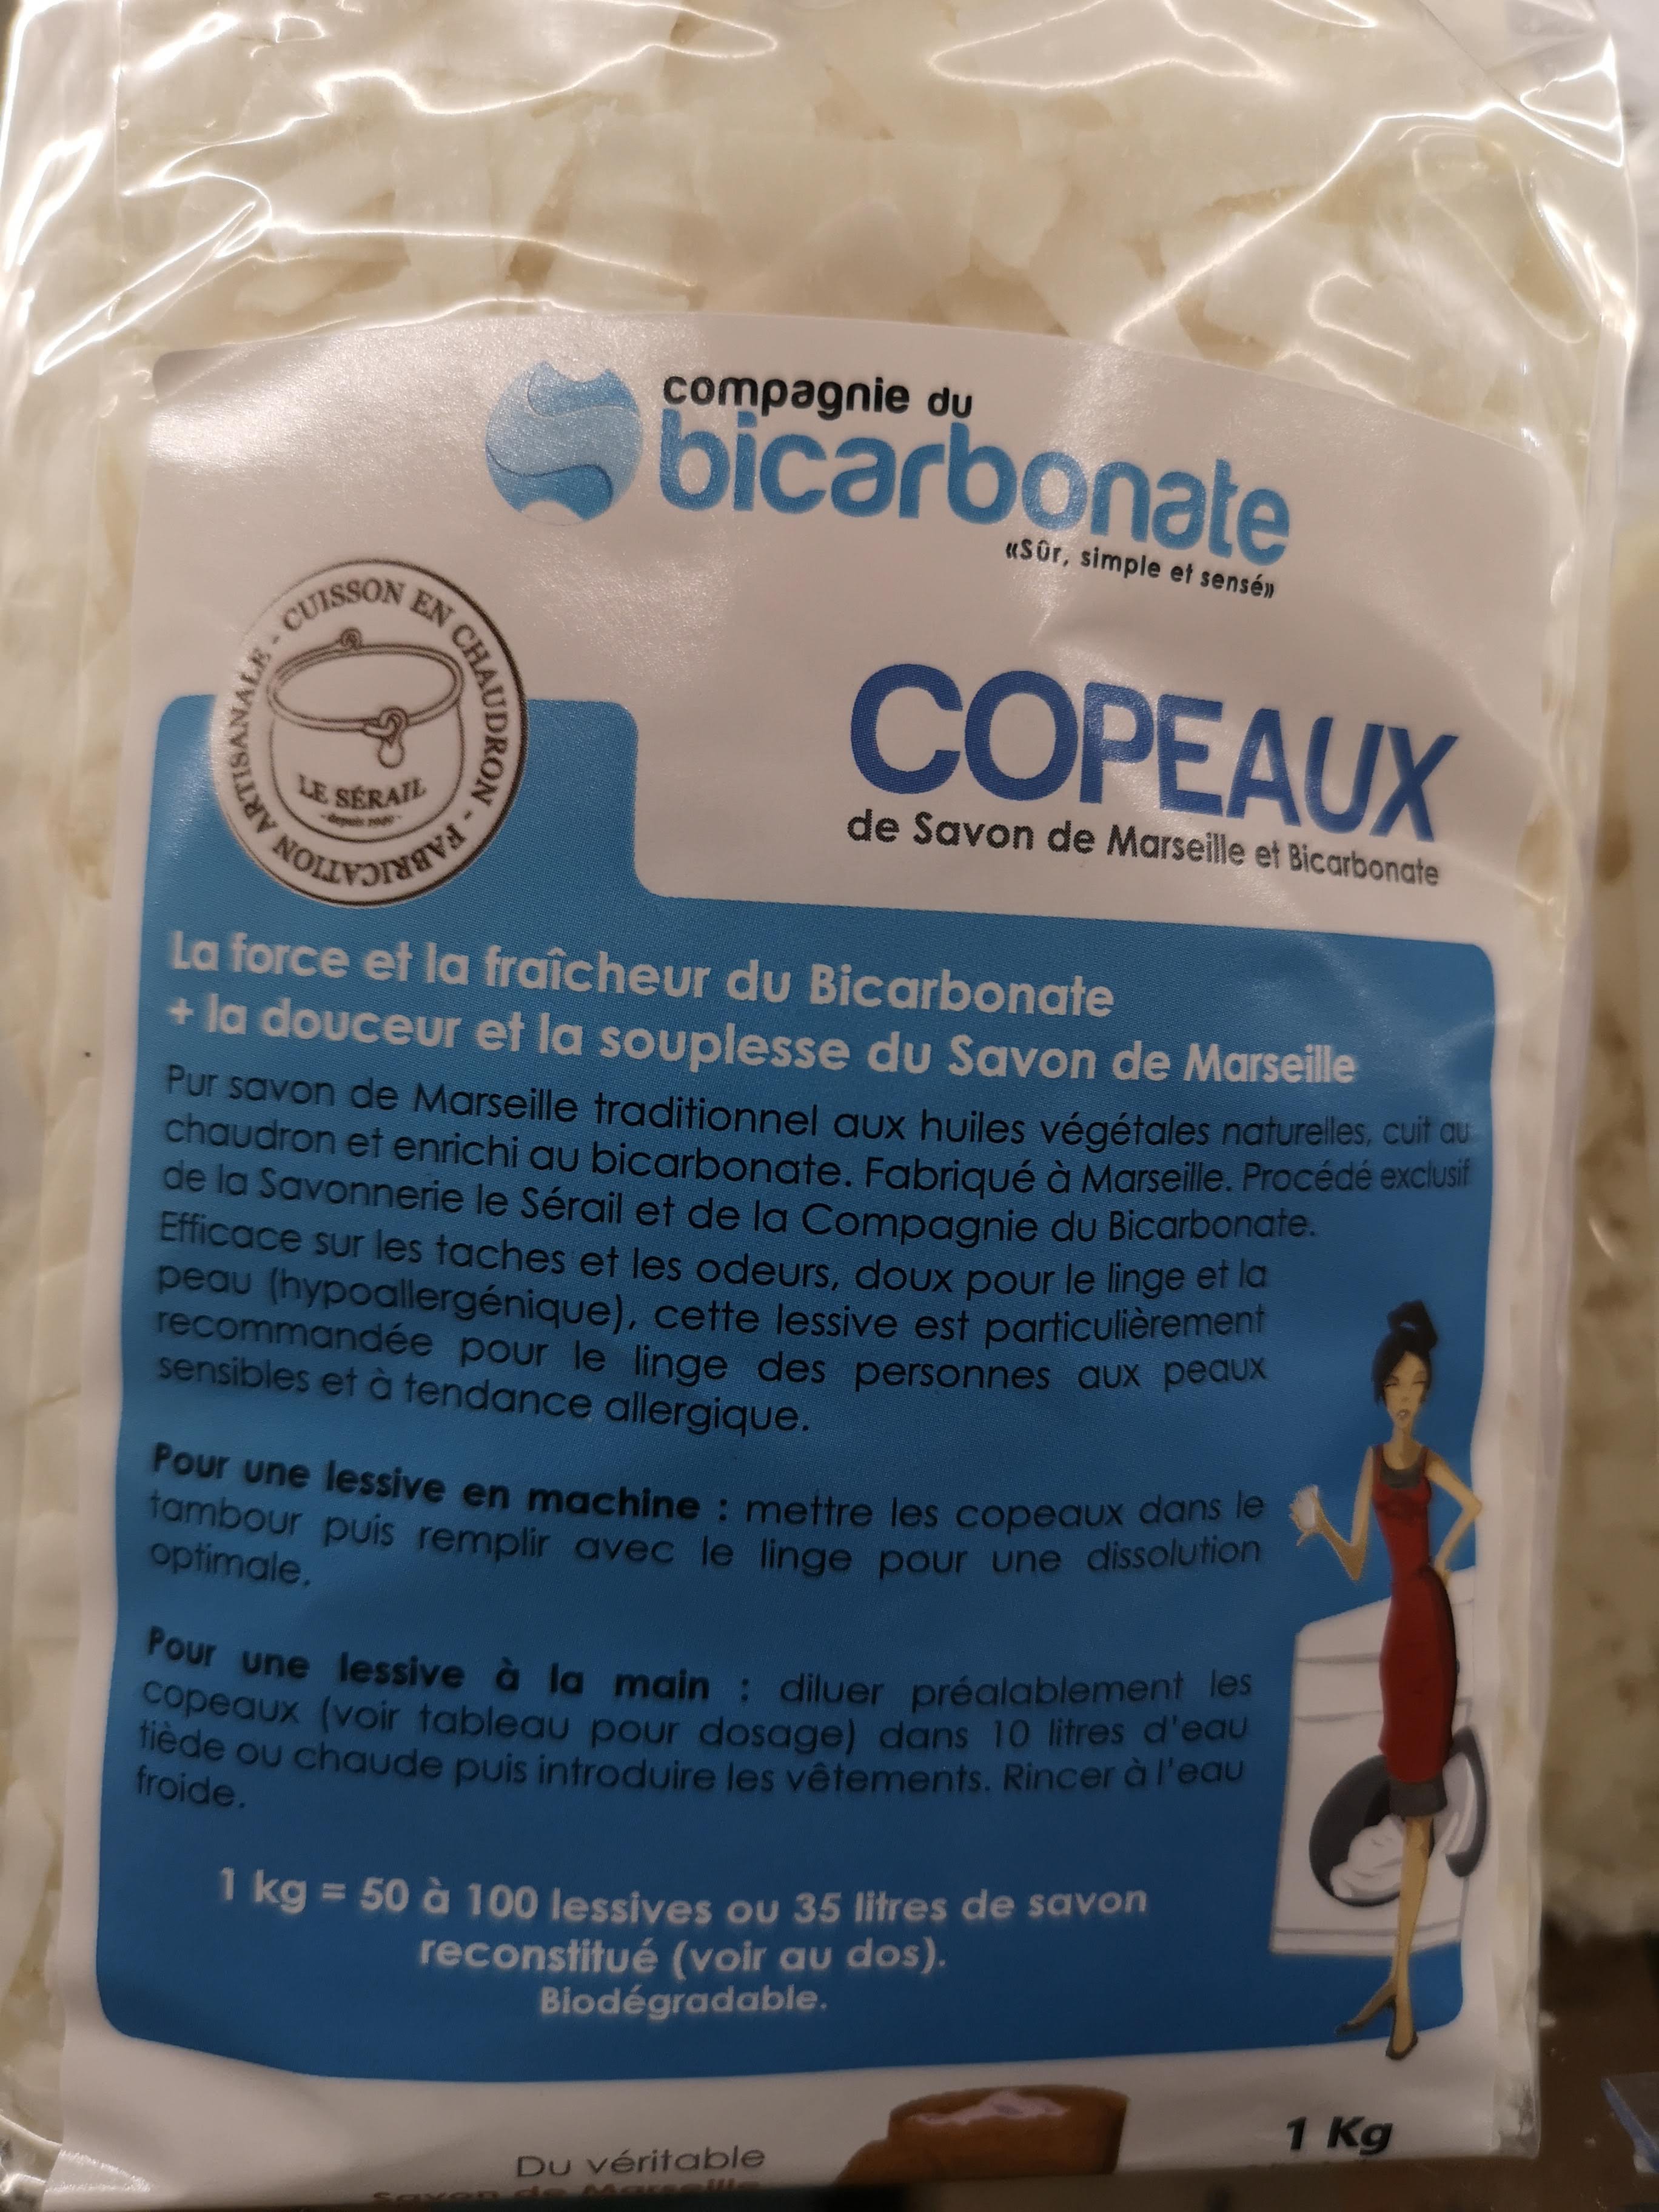 compagnie du
bicarbonate
«Sûr, simple et sensé»
CUISSON EN CHAUDRON - FABRICATION ARTISANALE -
LE SÉRAIL
- depuis 1949 -
COPEAUX
de Savon de Marseille et Bicarbonate
La force et la fraîcheur du Bicarbonate
+ la douceur et la souplesse du Savon de Marseille
Pur savon de Marseille traditionnel aux huiles végétales naturelles, cuit au
chaudron et enrichi au bicarbonate. Fabriqué à Marseille. Procédé exclusif
de la Savonnerie le Sérail et de la Compagnie du Bicarbonate.
Efficace sur les taches et les odeurs, doux pour le linge et la
peau (hypoallergénique), cette lessive est particulièrement
recommandée pour le linge des personnes aux peaux
sensibles et à tendance allergique.
Pour une lessive en machine : mettre les copeaux dans le
tambour puis remplir avec le linge pour une dissolution
optimale.
Pour une lessive à la main : diluer préalablement les
copeaux (voir tableau pour dosage) dans 10 litres d'eau
tiède ou chaude puis introduire les vêtements. Rincer à l'eau
froide.
1 kg = 50 à 100 lessives ou 35 litres de savon
reconstitué (voir au dos).
Biodégradable.
1 Kg
Du véritable
Savon de Marseille